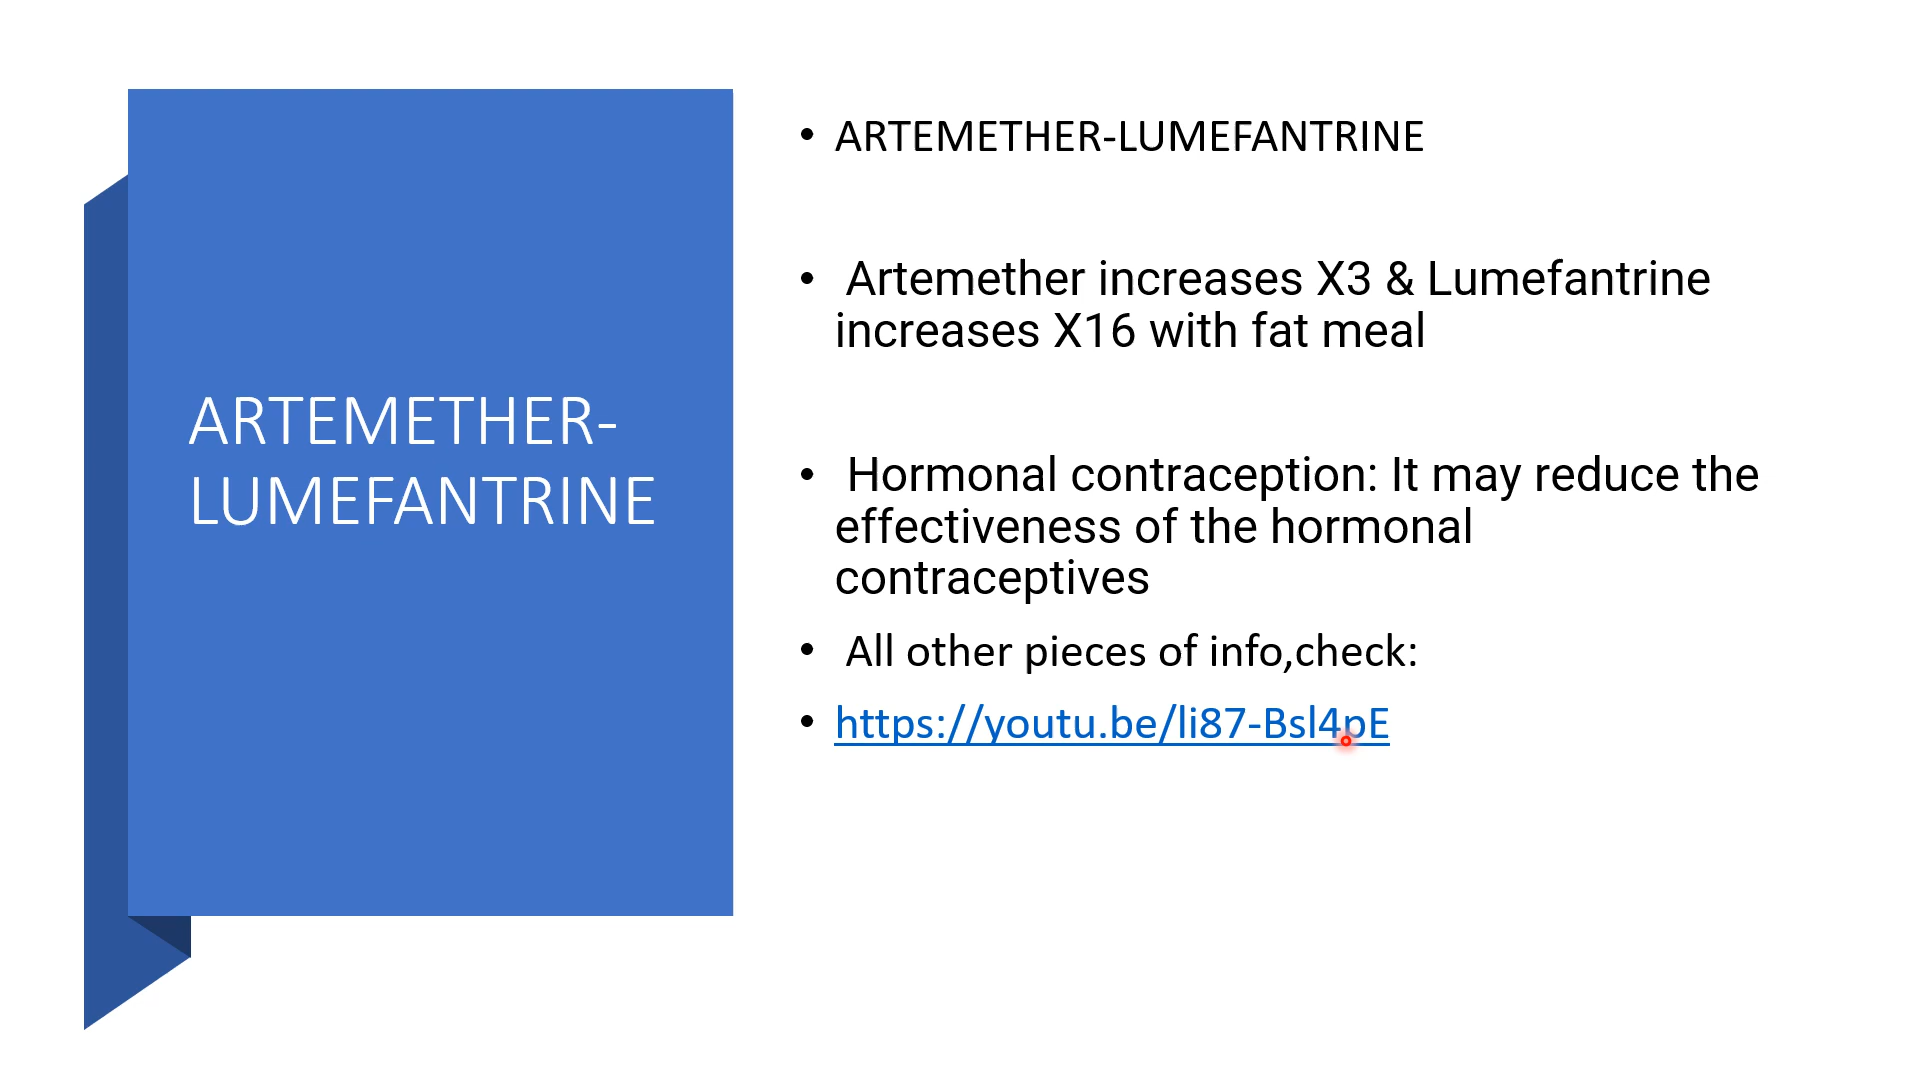 ARTEMETHER-
LUMEFANTRINE
• ARTEMETHER-LUMEFANTRINE
• Artemether increases X3 & Lumefantrine
increases X16 with fat meal
• Hormonal contraception: It may reduce the
effectiveness of the hormonal
contraceptives
• All other pieces of info,check:
• https://youtu.be/li87-Bsl4pE